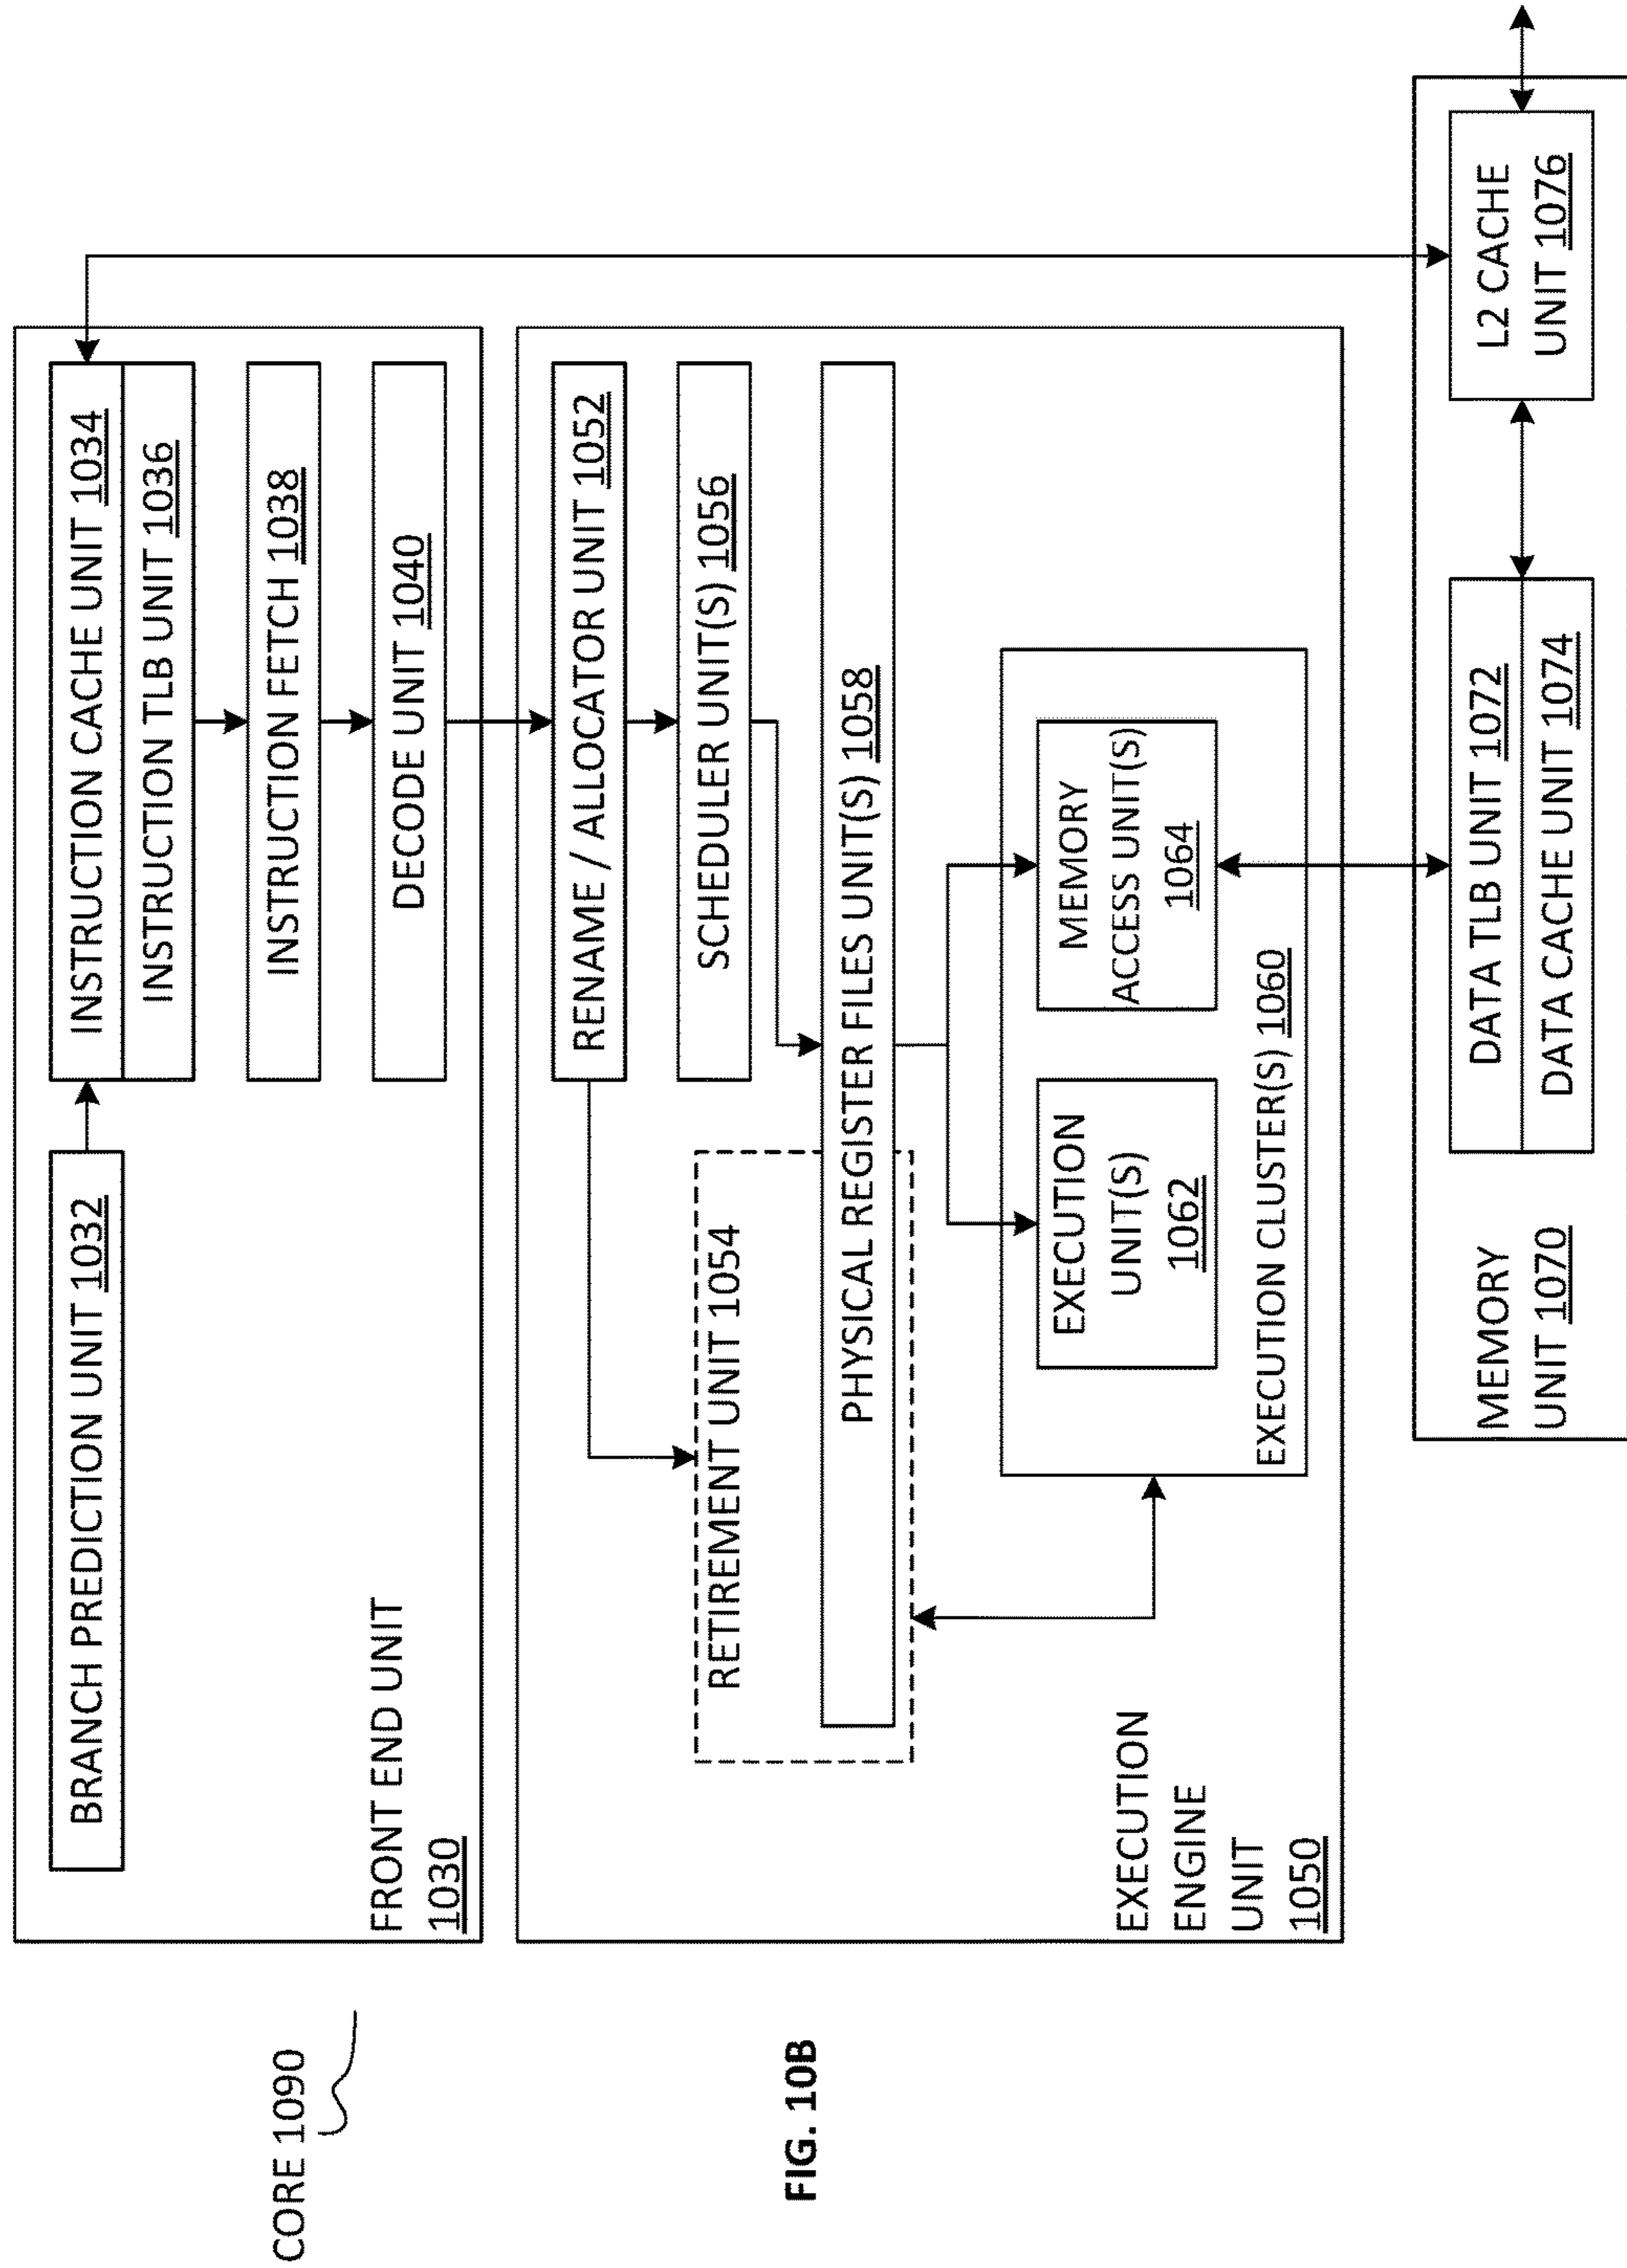 CORE 1090
FRONT END UNIT
1030
BRANCH PREDICTION UNIT 1032
INSTRUCTION CACHE UNIT 1034
INSTRUCTION TLB UNIT 1036
INSTRUCTION FETCH 1038
DECODE UNIT 1040
RENAME / ALLOCATOR UNIT 1052
SCHEDULER UNIT(S) 1056
RETIREMENT UNIT 1054
PHYSICAL REGISTER FILES UNIT(S) 1058
EXECUTION
UNIT(S)
1062
MEMORY
ACCESS UNIT(S)
1064
EXECUTION CLUSTER(S) 1060
EXECUTION
ENGINE
UNIT
1050
MEMORY
UNIT 1070
DATA TLB UNIT 1072
DATA CACHE UNIT 1074
L2 CACHE
UNIT 1076
FIG. 10B